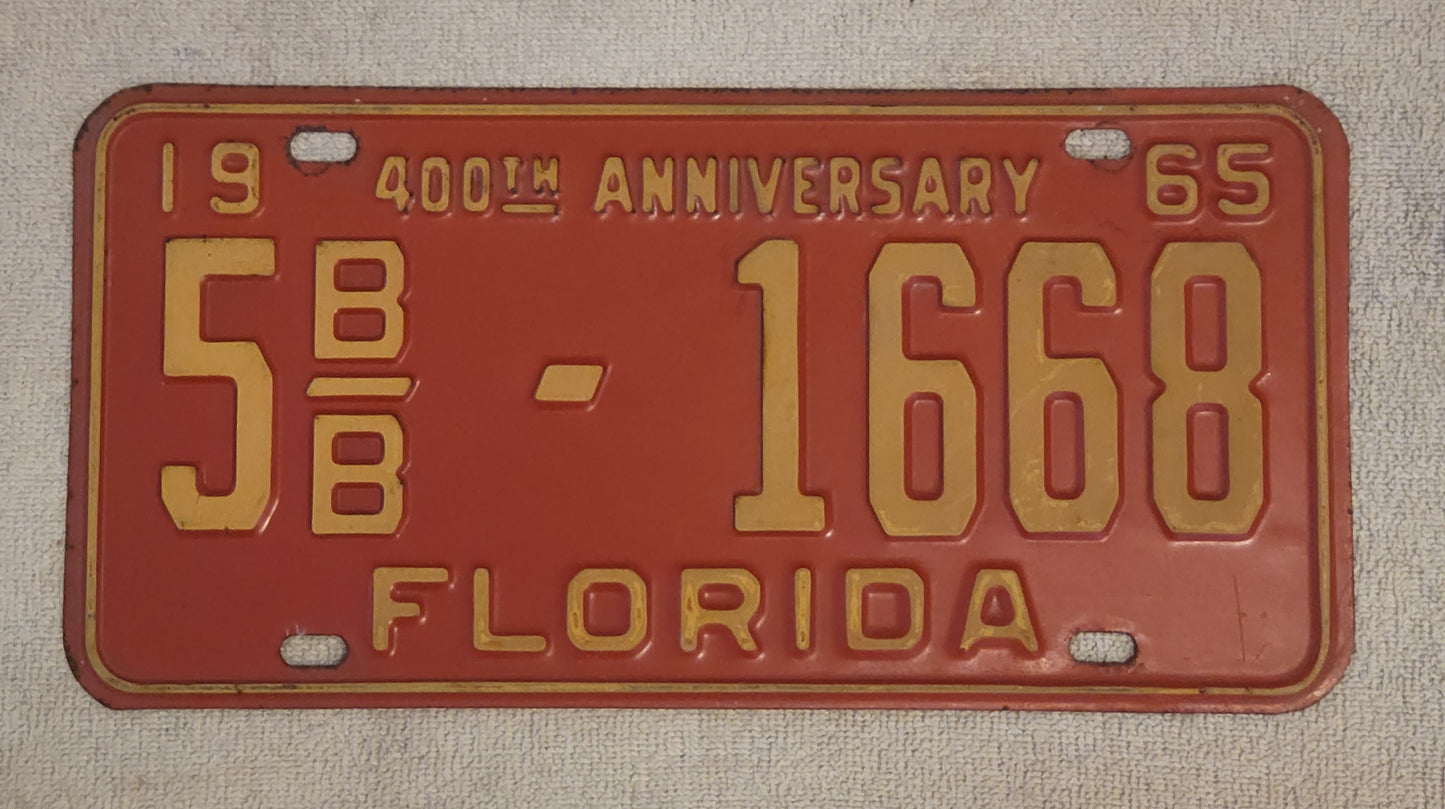 19 400TH ANNIVERSARY 65
5 B/B - 1668
FLORIDA